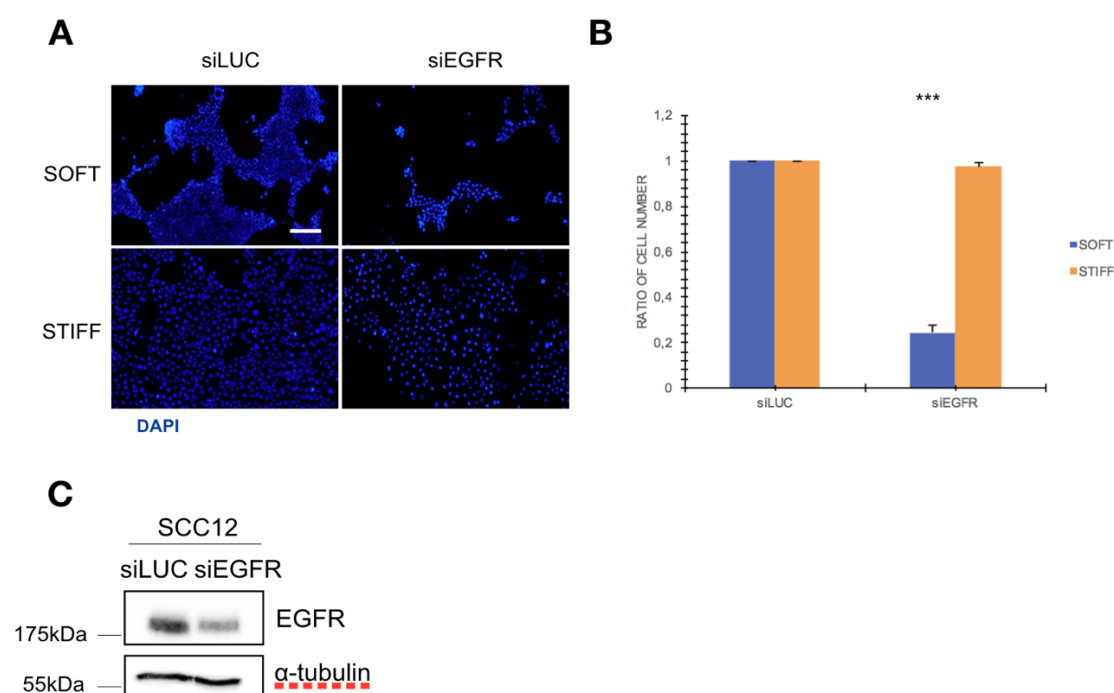 A
siLUC siEGFR
SOFT
STIFF
DAPI
B
***
1,2
1
0,8
0,6
0,4
0,2
0
RATIO OF CELL NUMBER
siLUC siEGFR
SOFT
STIFF
C
SCC12
siLUC siEGFR
EGFR
175kDa
α-tubulin
55kDa